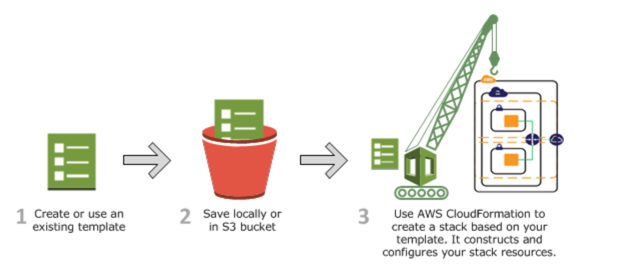 1 Create or use an
existing template
2 Save locally or
in S3 bucket
3 Use AWS CloudFormation to
create a stack based on your
template. It constructs and
configures your stack resources.